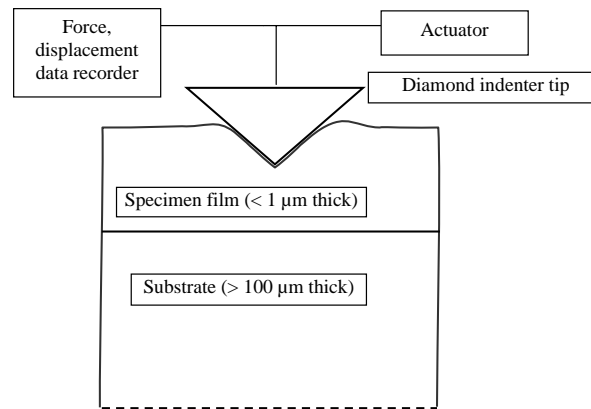 Force,
displacement
data recorder
Actuator
Diamond indenter tip
Specimen film (< 1 µm thick)
Substrate (> 100 µm thick)